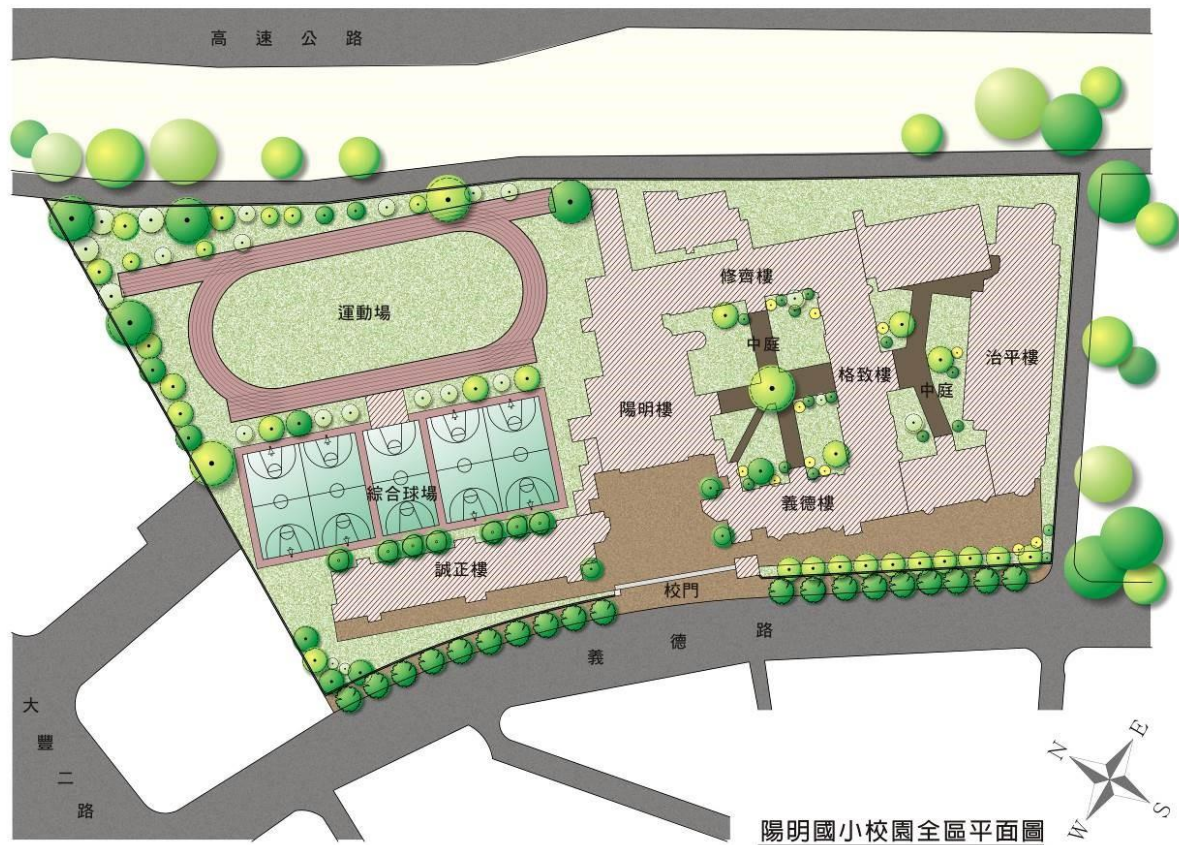 高速公路
運動場
修齊樓
中庭
格致樓
治平樓
中庭
陽明樓
綜合球場
義德樓
誠正樓
校門
義德路
大豐二路
N
E
W
S
陽明國小校園全區平面圖